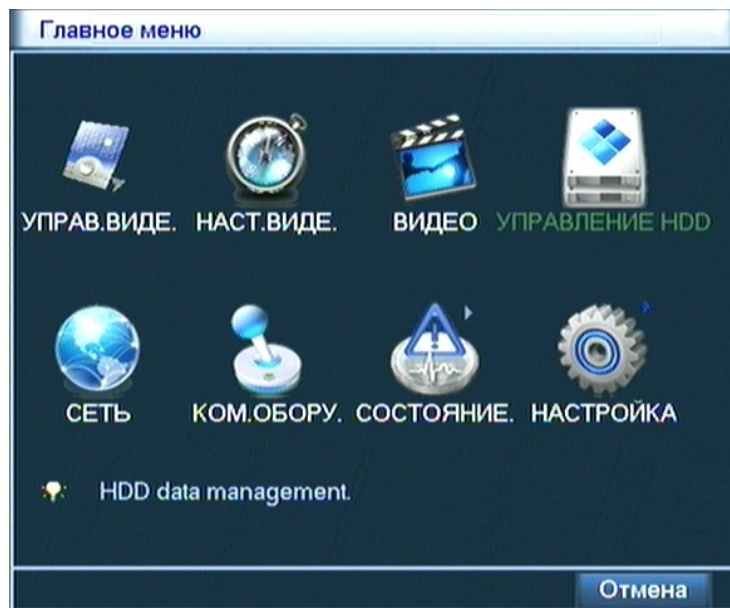 Главное меню
УПРАВ.ВИДЕ. НАСТ.ВИДЕ. ВИДЕО УПРАВЛЕНИЕ HDD
СЕТЬ КОМ.ОБОРУ. СОСТОЯНИЕ. НАСТРОЙКА
HDD data management.
Отмена